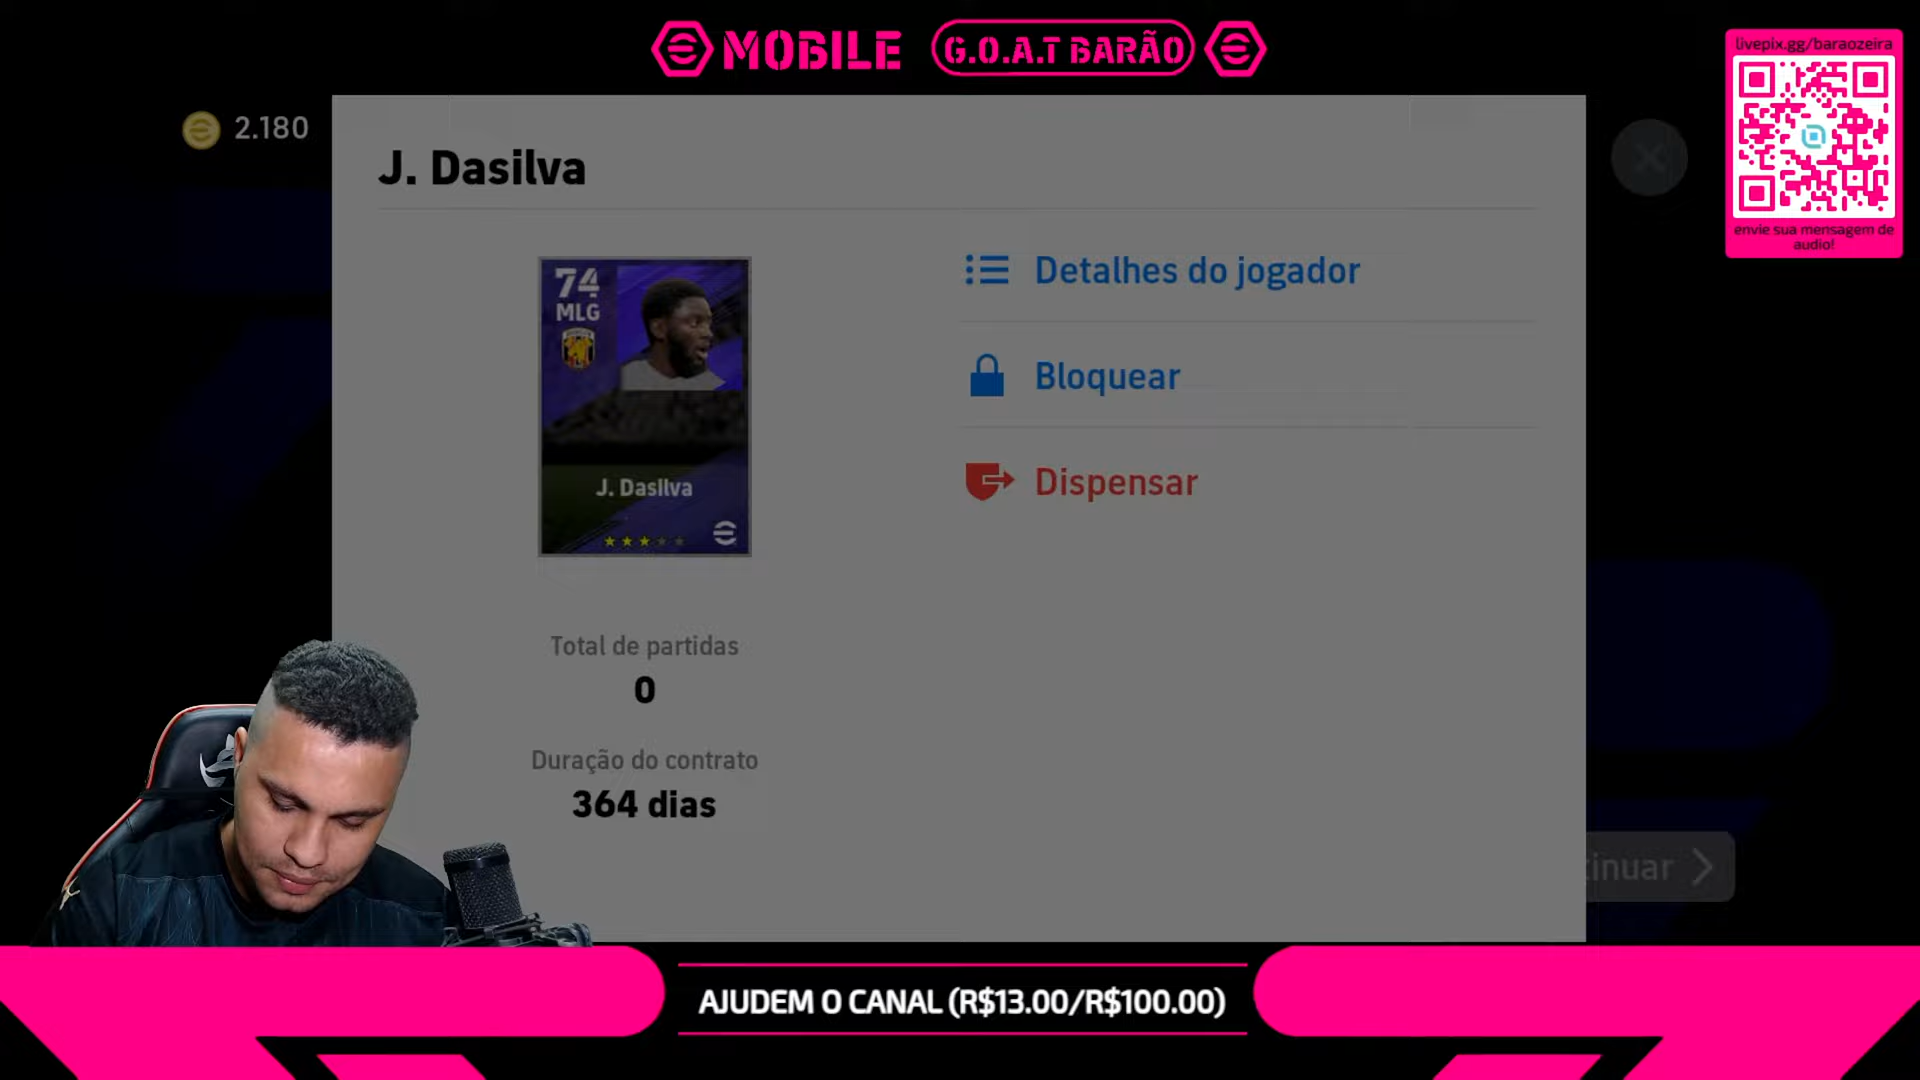 MOBILE G.O.A.T BARÃO
livepix.gg/baraozeira
envie sua mensagem de
audio!
2.180
J. Dasilva
74
MLG
J. Dasilva
Detalhes do jogador
Bloquear
Dispensar
Total de partidas
0
Duração do contrato
364 dias
tinuar
AJUDEM O CANAL (R$13.00/R$100.00)